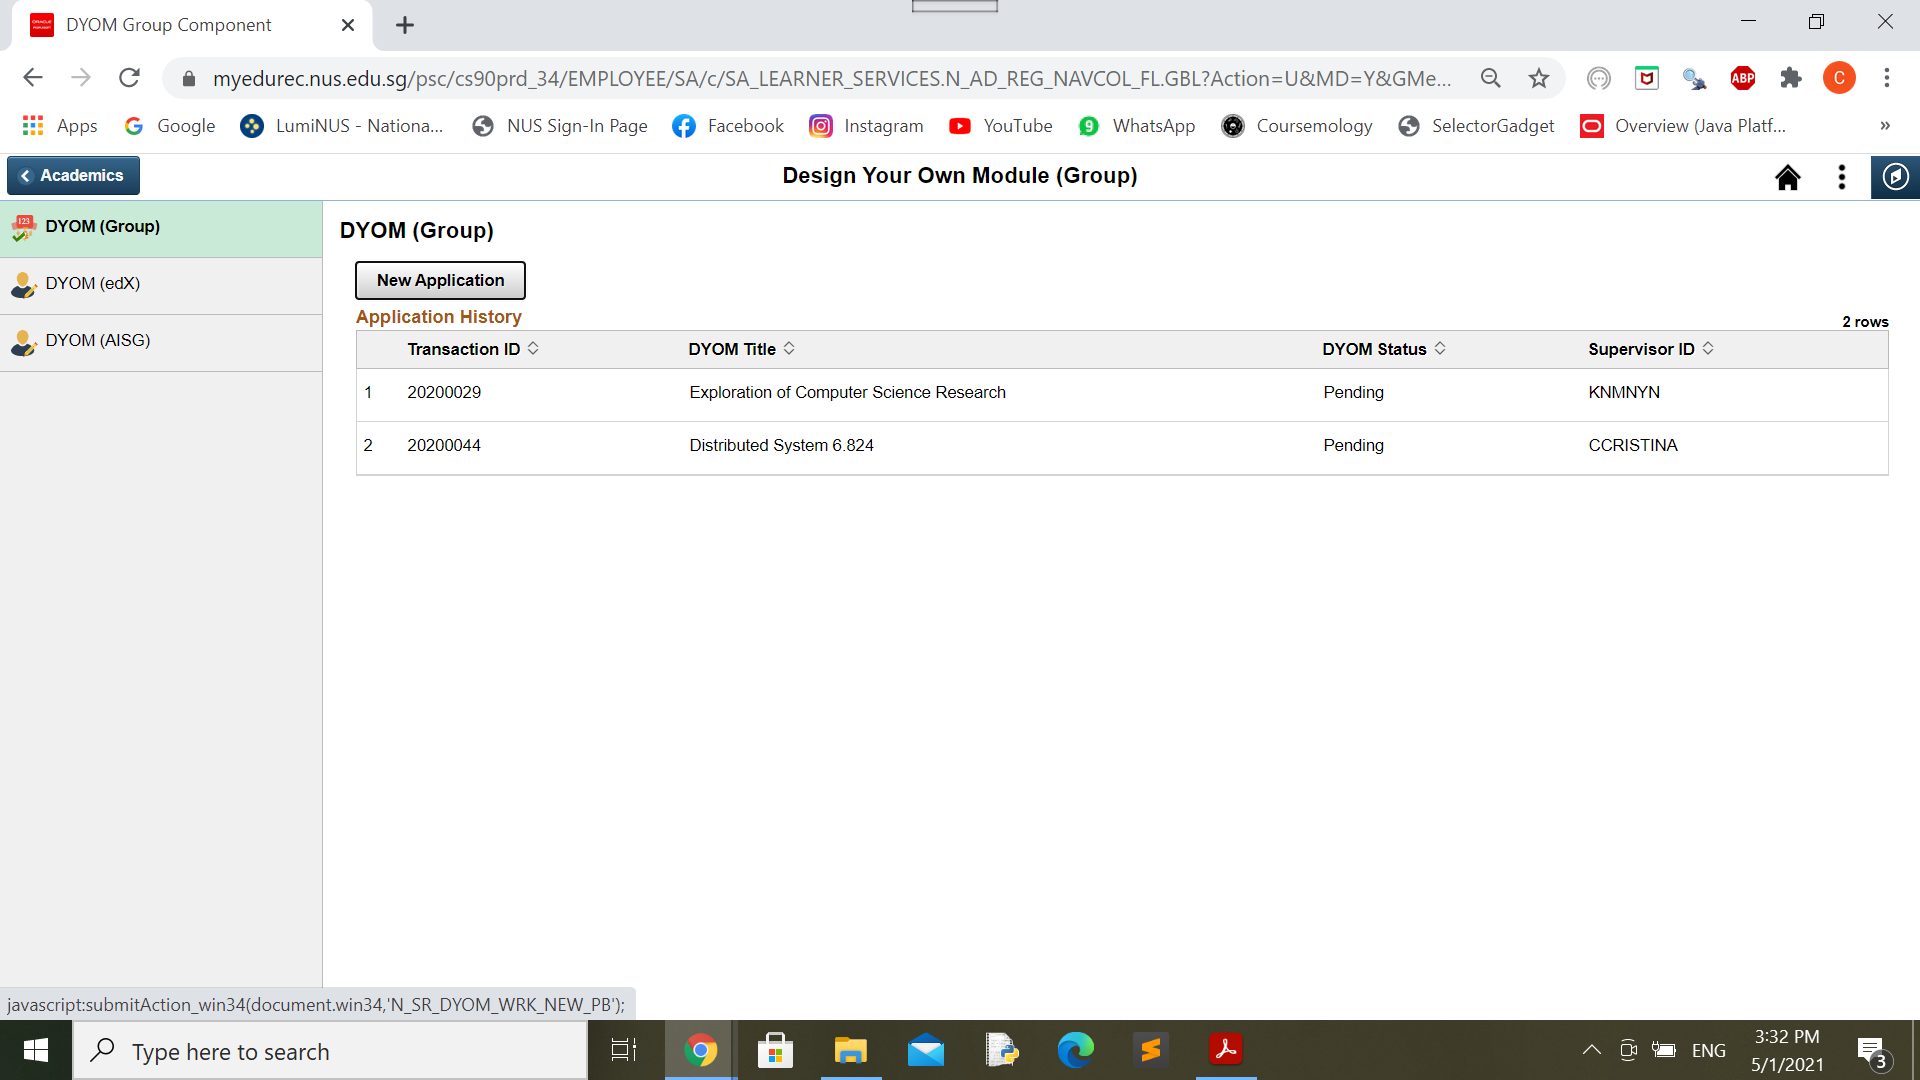 DYOM Group Component
myedurec.nus.edu.sg/psc/cs90prd_34/EMPLOYEE/SA/c/SA_LEARNER_SERVICES.N_AD_REG_NAVCOL_FL.GBL?Action=U&MD=Y&GMe...
ABP
C
Apps
Google
LumiNUS - Nationa...
NUS Sign-In Page
Facebook
Instagram
YouTube
WhatsApp
Coursemology
SelectorGadget
Overview (Java Platf...
»
Academics
Design Your Own Module (Group)
DYOM (Group)
DYOM (edX)
DYOM (AISG)
DYOM (Group)
New Application
Application History
2 rows
Transaction ID DYOM Title DYOM Status Supervisor ID
1 20200029 Exploration of Computer Science Research Pending KNMNYN
2 20200044 Distributed System 6.824 Pending CCRISTINA
javascript:submitAction_win34(document.win34,'N_SR_DYOM_WRK_NEW_PB');
Type here to search
ENG
3:32 PM
5/1/2021
3